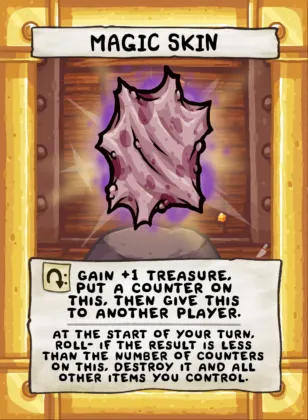 MAGIC SKIN
: GAIN +1 TREASURE,
PUT A COUNTER ON
THIS, THEN GIVE THIS
TO ANOTHER PLAYER.
AT THE START OF YOUR TURN,
ROLL- IF THE RESULT IS LESS
THAN THE NUMBER OF COUNTERS
ON THIS, DESTROY IT AND ALL
OTHER ITEMS YOU CONTROL.